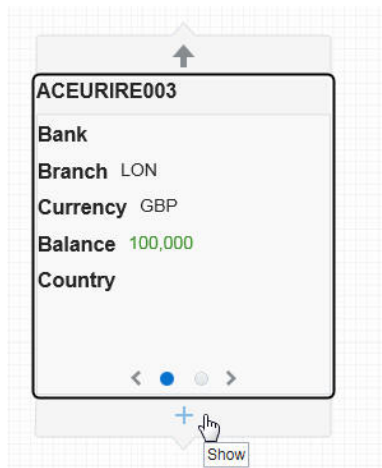 ACEURIRE003
Bank
Branch LON
Currency GBP
Balance 100,000
Country
Show